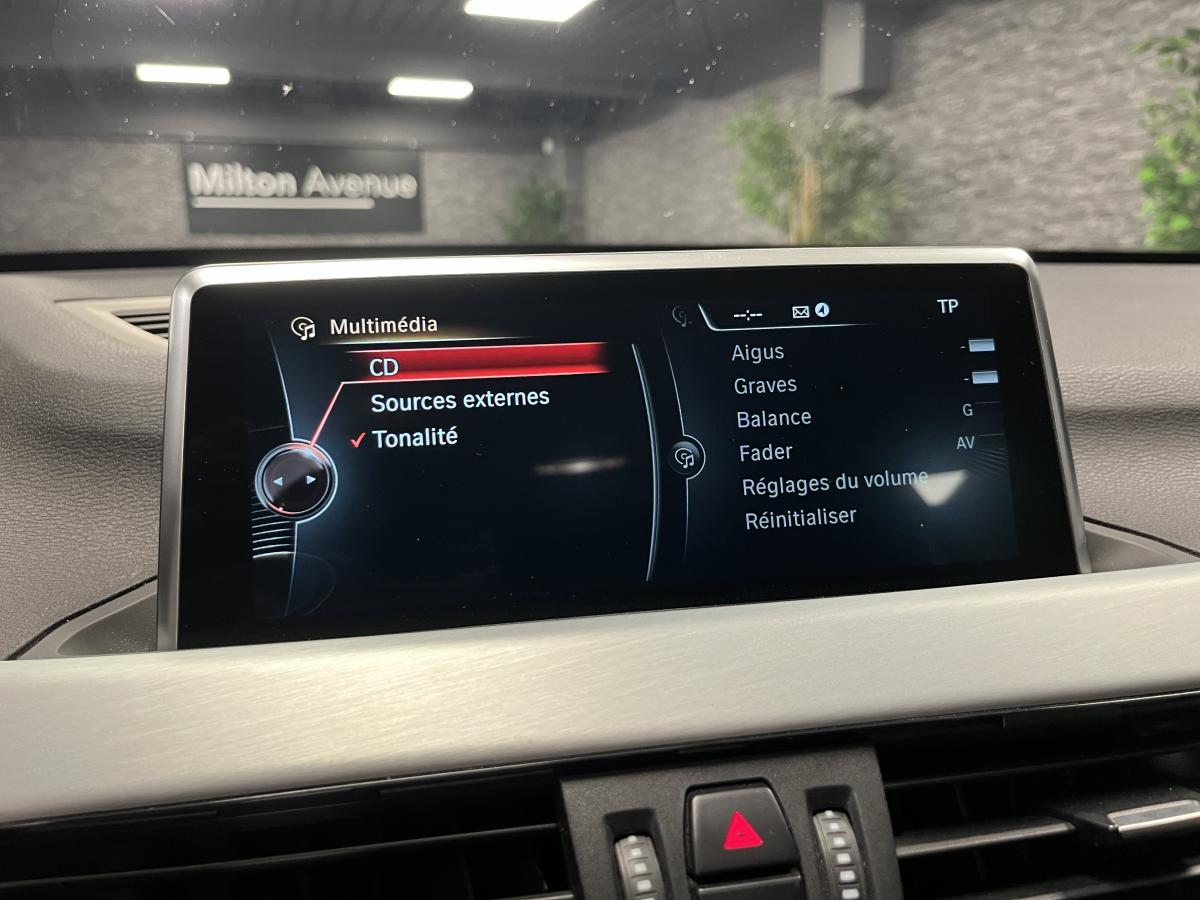 Milton Avenue
Multimédia
CD
Sources externes
Tonalité
--:--
TP
Aigus -
Graves -
Balance G
Fader AV
Réglages du volume
Réinitialiser